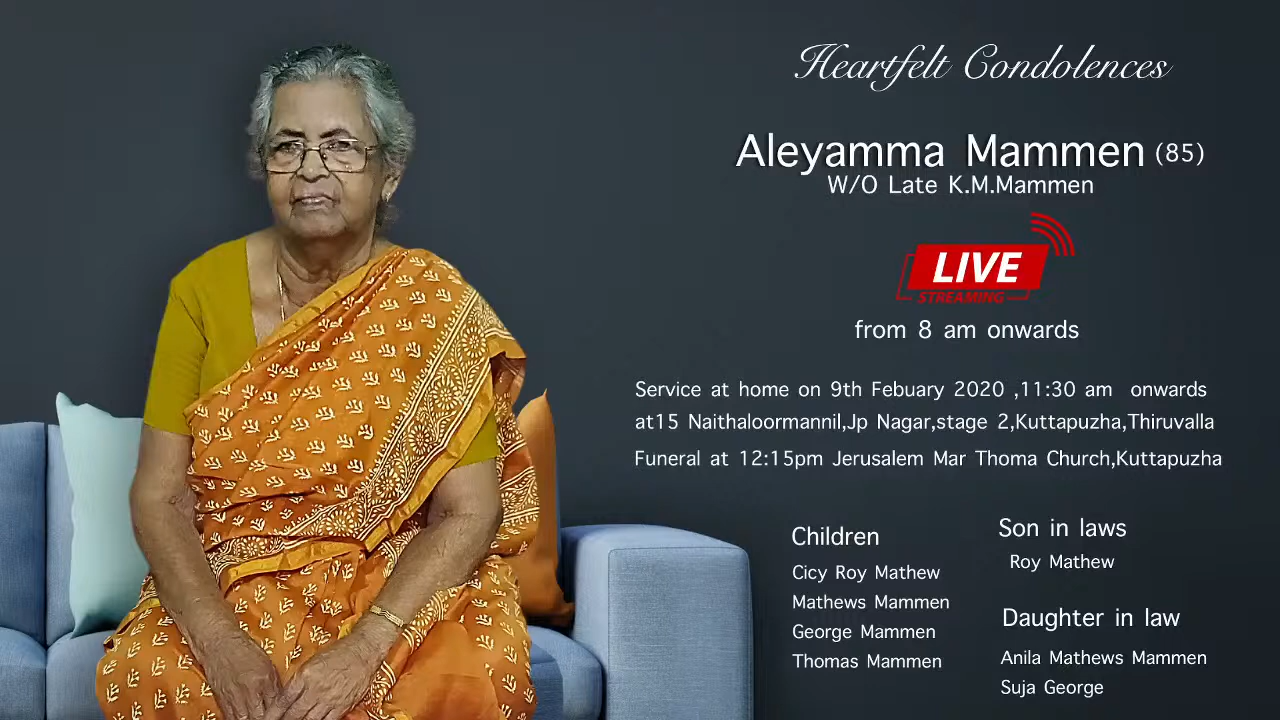 Heartfelt Condolences
Aleyamma Mammen (85)
W/O Late K.M.Mammen
LIVE
STREAMING
from 8 am onwards
Service at home on 9th Febuary 2020 ,11:30 am onwards
at15 Naithaloormannil,Jp Nagar,stage 2,Kuttapuzha,Thiruvalla
Funeral at 12:15pm Jerusalem Mar Thoma Church,Kuttapuzha
Children
Cicy Roy Mathew
Mathews Mammen
George Mammen
Thomas Mammen
Son in laws
Roy Mathew
Daughter in law
Anila Mathews Mammen
Suja George